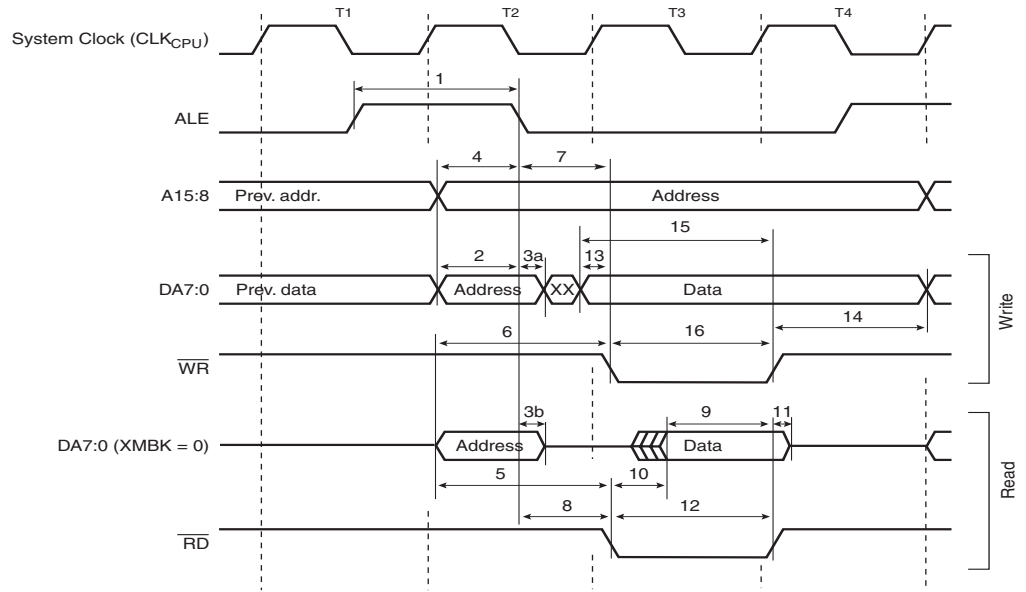 T1 T2 T3 T4
System Clock (CLKCPU)
1
ALE
4 7
A15:8 Prev. addr. Address
15
2 3a 13
DA7:0 Prev. data Address XX Data
14
6 16
WR
Write
3b 9 11
DA7:0 (XMBK = 0) Address Data
5 10
8 12
RD
Read